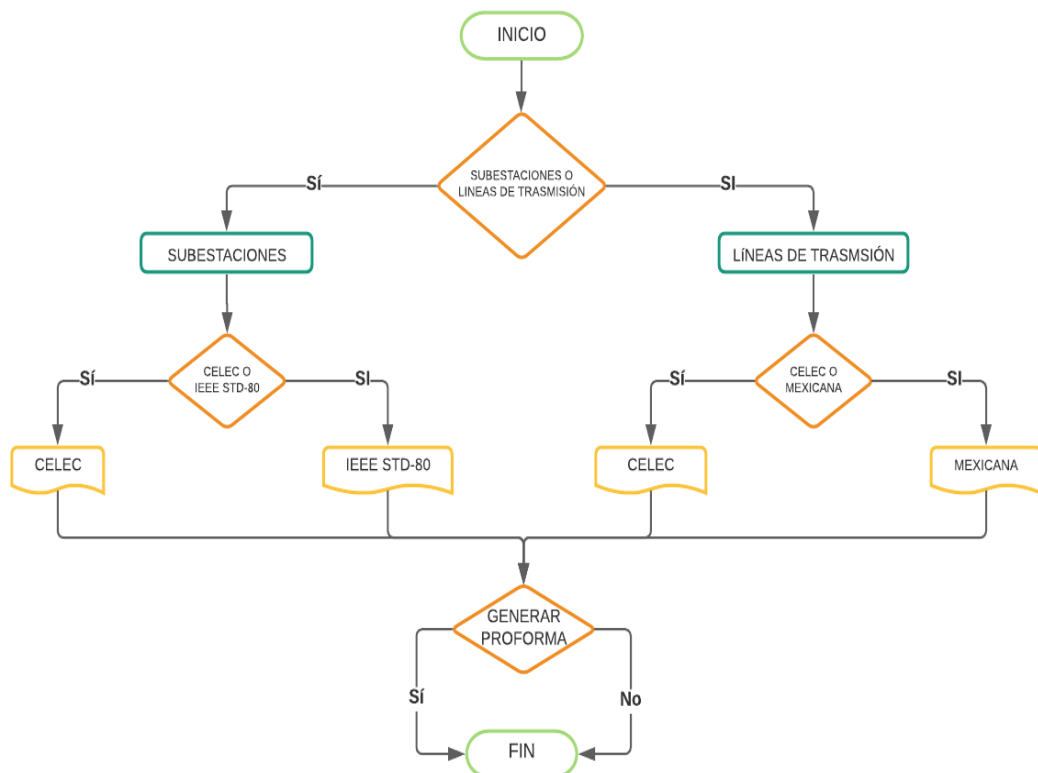 INICIO
SUBESTACIONES O
LINEAS DE TRASMISIÓN
Sí
SI
SUBESTACIONES
LíNEAS DE TRASMSIÓN
CELEC O
IEEE STD-80
Sí
SI
CELEC O
MEXICANA
Sí
SI
CELEC
IEEE STD-80
CELEC
MEXICANA
GENERAR
PROFORMA
Sí
No
FIN